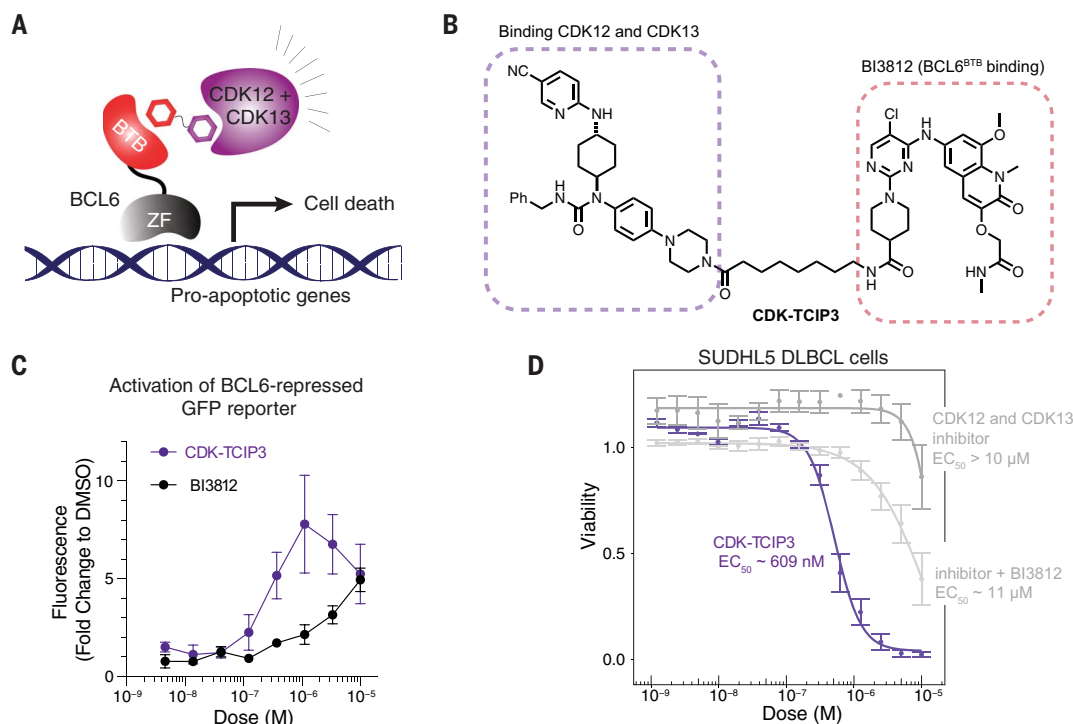 A
CDK12 +
CDK13
BTB
BCL6
ZF
Cell death
Pro-apoptotic genes
B
Binding CDK12 and CDK13
BI3812 (BCL6^BTB binding)
NC
N
NH
H
N
Ph
N
O
N
N
O
N
H
O
Cl
H
N
O
N
N
N
N
O
O
N
H
O
CDK-TCIP3
C
Activation of BCL6-repressed
GFP reporter
CDK-TCIP3
BI3812
10
5
0
Fluorescence
(Fold Change to DMSO)
10⁻⁹ 10⁻⁸ 10⁻⁷ 10⁻⁶ 10⁻⁵
Dose (M)
D
SUDHL5 DLBCL cells
1.0
0.5
0.0
Viability
CDK12 and CDK13
inhibitor
EC₅₀ > 10 µM
CDK-TCIP3
EC₅₀ ~ 609 nM
inhibitor + BI3812
EC₅₀ ~ 11 µM
10⁻⁹ 10⁻⁸ 10⁻⁷ 10⁻⁶ 10⁻⁵
Dose (M)